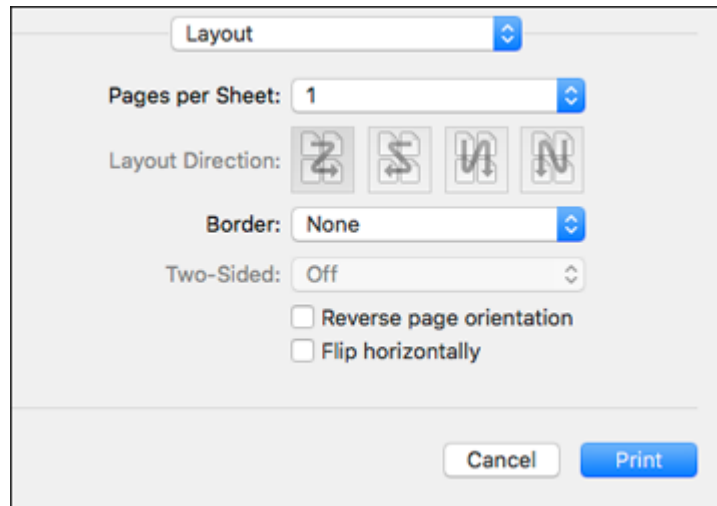 Layout
Pages per Sheet: 1
Layout Direction:
Border: None
Two-Sided: Off
Reverse page orientation
Flip horizontally
Cancel Print